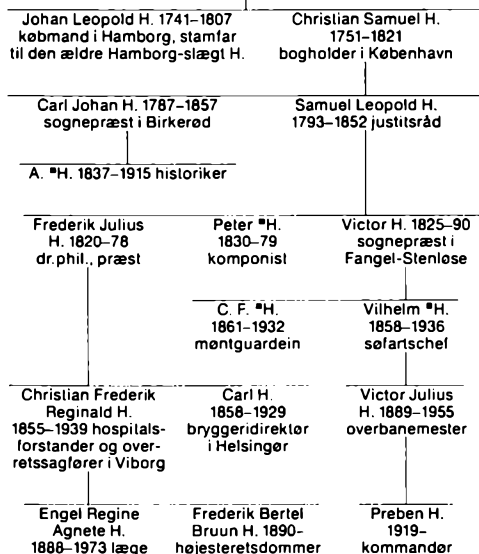 Johan Leopold H. 1741–1807
købmand i Hamborg, stamfar
til den ældre Hamborg-slægt H.
Christian Samuel H.
1751–1821
bogholder i København
Carl Johan H. 1787–1857
sognepræst i Birkerød
Samuel Leopold H.
1793–1852 justitsråd
A. *H. 1837–1915 historiker
Frederik Julius
H. 1820–78
dr.phil., præst
Peter *H.
1830–79
komponist
Victor H. 1825–90
sognepræst i
Fangel-Stenløse
C. F. *H.
1861–1932
møntguardein
Vilhelm *H.
1858–1936
søfartschef
Christian Frederik
Reginald H.
1855–1939 hospitals-
forstander og over-
retssagfører i Viborg
Carl H.
1858–1929
bryggeridirektør
i Helsingør
Victor Julius
H. 1889–1955
overbanemester
Engel Regine
Agnete H.
1888–1973 læge
Frederik Bertel
Bruun H. 1890–
højesteretsdommer
Preben H.
1919–
kommandør